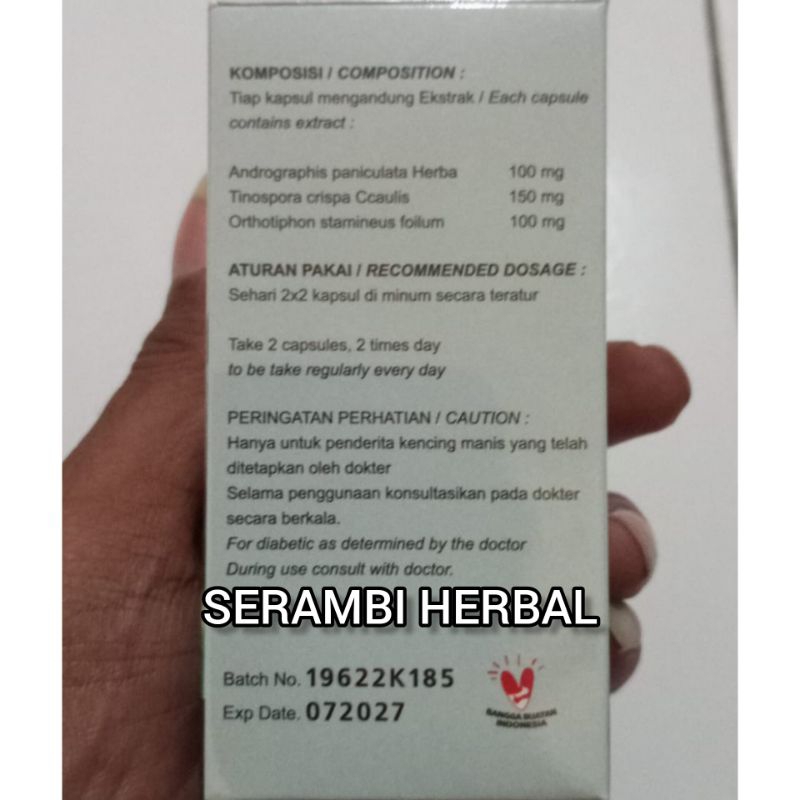 KOMPOSISI / COMPOSITION :
Tiap kapsul mengandung Ekstrak / Each capsule
contains extract :
Andrographis paniculata Herba 100 mg
Tinospora crispa Ccaulis 150 mg
Orthotiphon stamineus foilum 100 mg
ATURAN PAKAI / RECOMMENDED DOSAGE :
Sehari 2x2 kapsul di minum secara teratur
Take 2 capsules, 2 times day
to be take regularly every day
PERINGATAN PERHATIAN / CAUTION :
Hanya untuk penderita kencing manis yang telah
ditetapkan oleh dokter
Selama penggunaan konsultasikan pada dokter
secara berkala.
For diabetic as determined by the doctor
During use consult with doctor.
SERAMBI HERBAL
Batch No. 19622K185
Exp Date. 072027
BANGGA BUATAN
INDONESIA